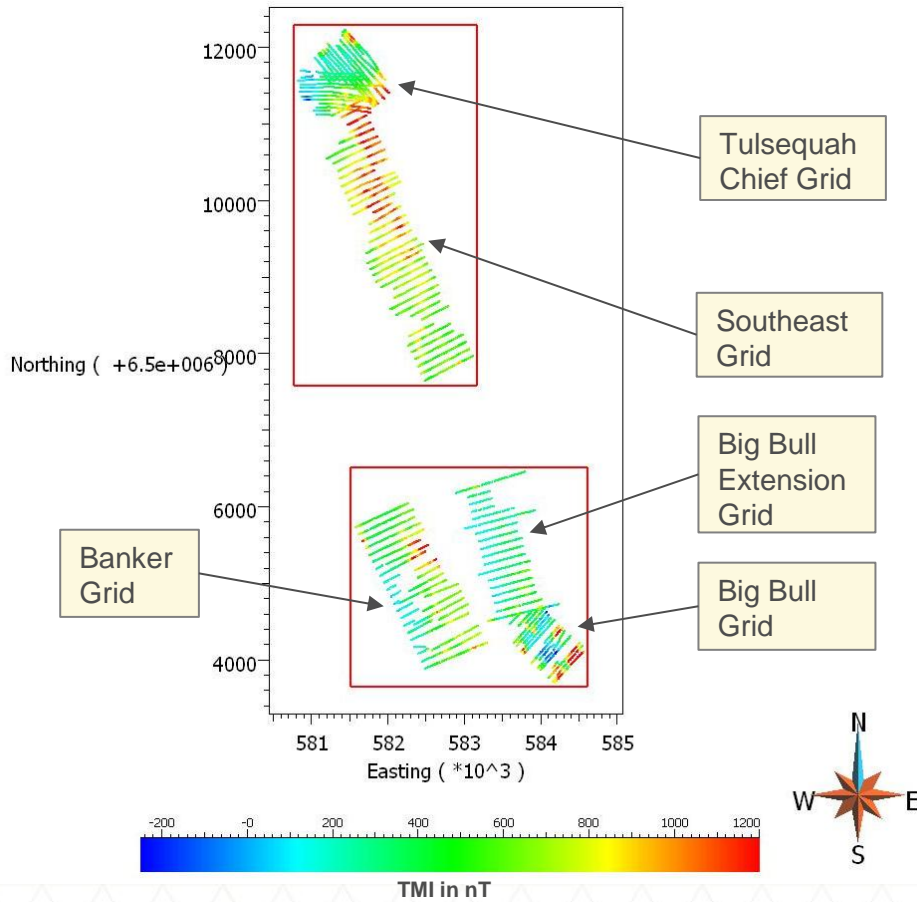 12000
10000
Northing ( +6.5e+006 )
8000
6000
4000
Tulsequah
Chief Grid
Southeast
Grid
Big Bull
Extension
Grid
Banker
Grid
Big Bull
Grid
581 582 583 584 585
Easting ( *10^3 )
N
W E
S
-200 -0 200 400 600 800 1000 1200
TMI in nT